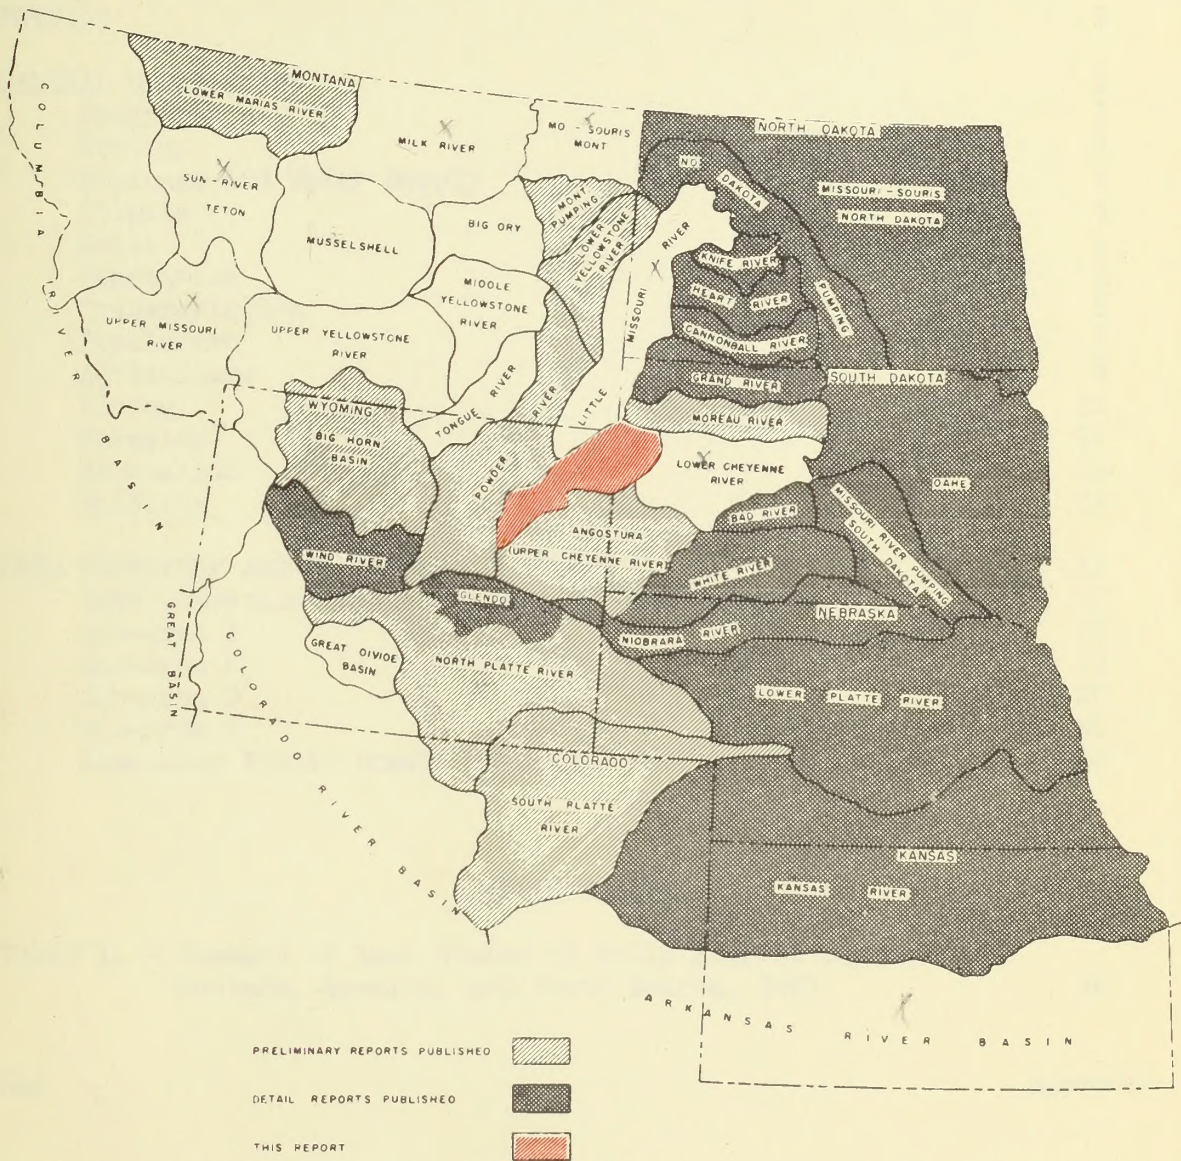 MONTANA
LOWER MARIAS RIVER
COLUMBIA RIVER BASIN
MILK RIVER
MO - SOURIS
MONT
NORTH DAKOTA
NO.
DAKOTA
PUMPING
MISSOURI-SOURIS
NORTH DAKOTA
SUN-RIVER
TETON
MUSSELSHELL
BIG DRY
MONT.
PUMPING
LOWER
YELLOWSTONE
RIVER
LITTLE MISSOURI RIVER
KNIFE RIVER
HEART RIVER
CANNONBALL RIVER
GRAND RIVER
SOUTH DAKOTA
MOREAU RIVER
UPPER MISSOURI
RIVER
UPPER YELLOWSTONE
RIVER
MIDDLE
YELLOWSTONE
RIVER
TONGUE RIVER
WYOMING
BIG HORN
BASIN
POWDER RIVER
LOWER CHEYENNE
RIVER
OAHE
BAD RIVER
MISSOURI RIVER PUMPING
SOUTH DAKOTA
ANGOSTURA
(UPPER CHEYENNE RIVER)
WIND RIVER
WHITE RIVER
GLENDO
NEBRASKA
NIOBRARA RIVER
GREAT BASIN
GREAT DIVIDE
BASIN
NORTH PLATTE RIVER
LOWER PLATTE RIVER
COLORADO RIVER BASIN
COLORADO
SOUTH PLATTE
RIVER
KANSAS
KANSAS RIVER
ARKANSAS RIVER BASIN
PRELIMINARY REPORTS PUBLISHED
DETAIL REPORTS PUBLISHED
THIS REPORT